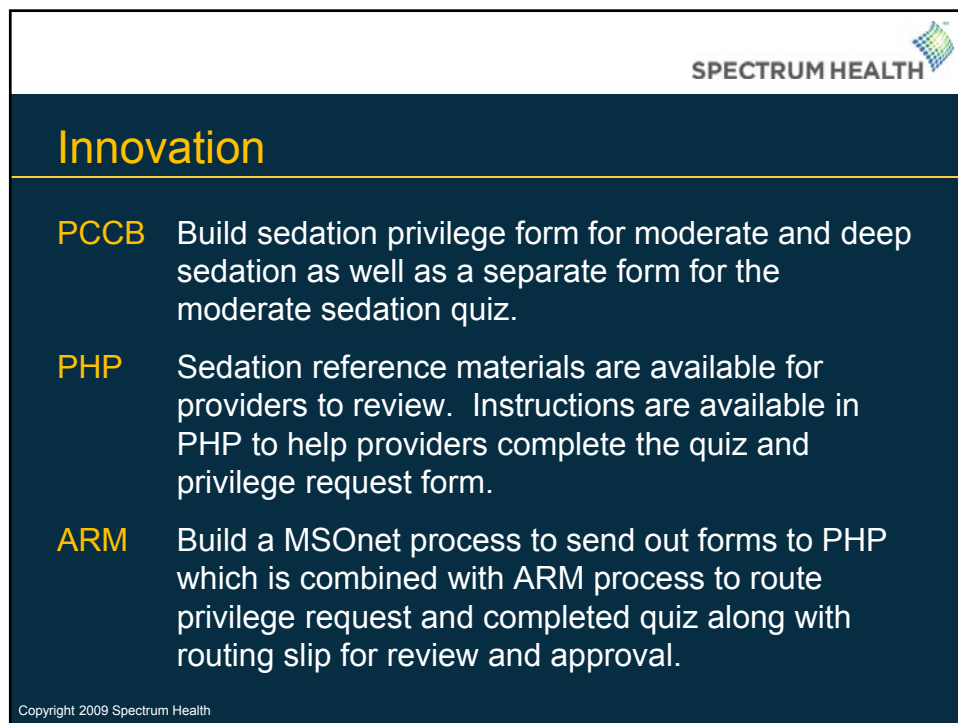 SPECTRUM HEALTH
Innovation
PCCB Build sedation privilege form for moderate and deep
sedation as well as a separate form for the
moderate sedation quiz.
PHP Sedation reference materials are available for
providers to review.  Instructions are available in
PHP to help providers complete the quiz and
privilege request form.
ARM Build a MSOnet process to send out forms to PHP
which is combined with ARM process to route
privilege request and completed quiz along with
routing slip for review and approval.
Copyright 2009 Spectrum Health